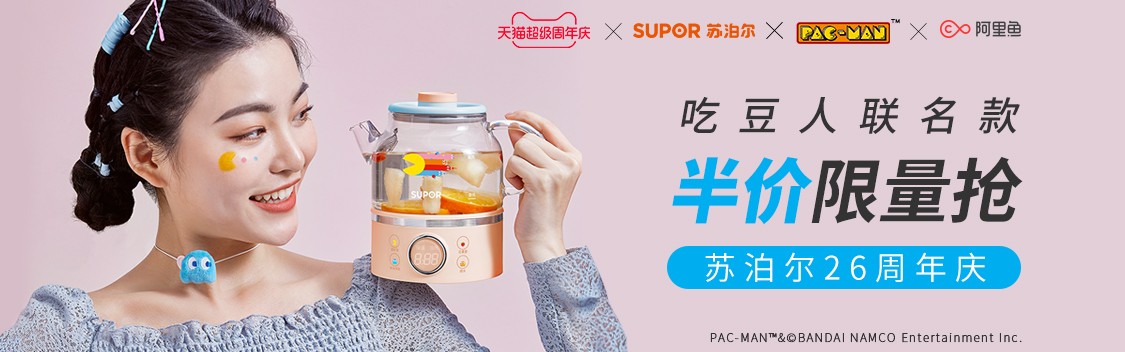 天猫超级周年庆 × SUPOR 苏泊尔 × PAC-MAN™ × 阿里鱼
吃豆人联名款
半价限量抢
苏泊尔26周年庆
PAC-MAN™&©BANDAI NAMCO Entertainment Inc.
SUPOR
8:88